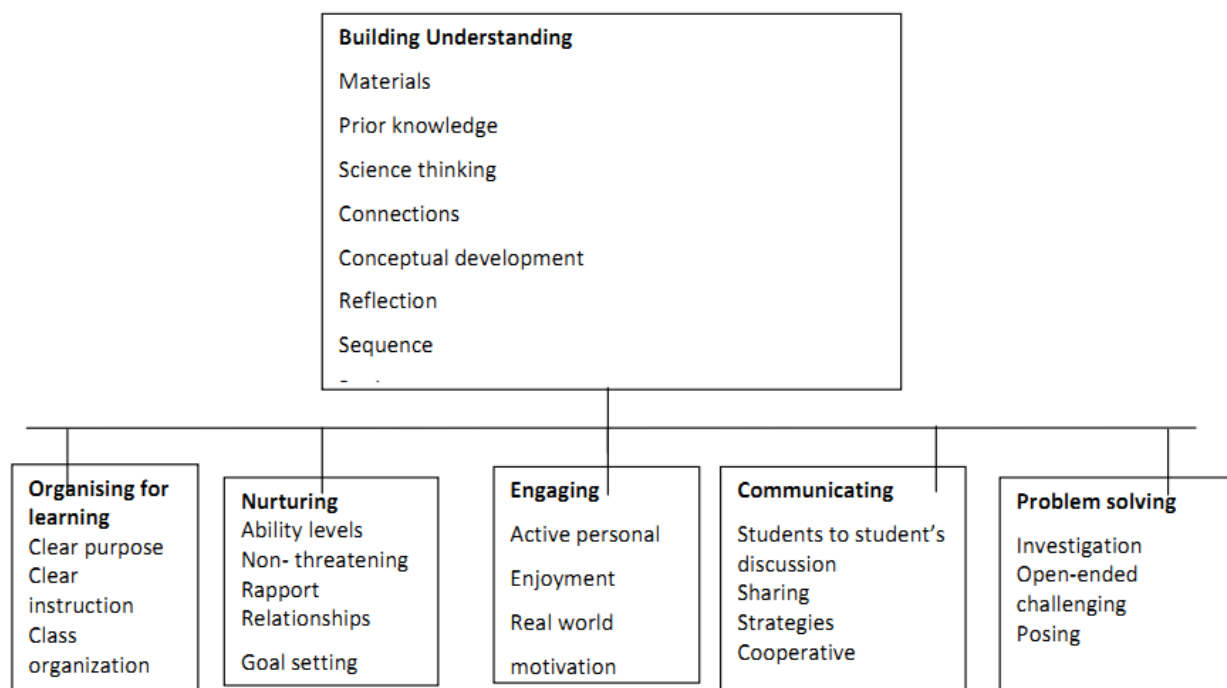 Building Understanding
Materials
Prior knowledge
Science thinking
Connections
Conceptual development
Reflection
Sequence
Organising for
learning
Clear purpose
Clear
instruction
Class
organization
Nurturing
Ability levels
Non- threatening
Rapport
Relationships
Goal setting
Engaging
Active personal
Enjoyment
Real world
motivation
Communicating
Students to student's
discussion
Sharing
Strategies
Cooperative
Problem solving
Investigation
Open-ended
challenging
Posing